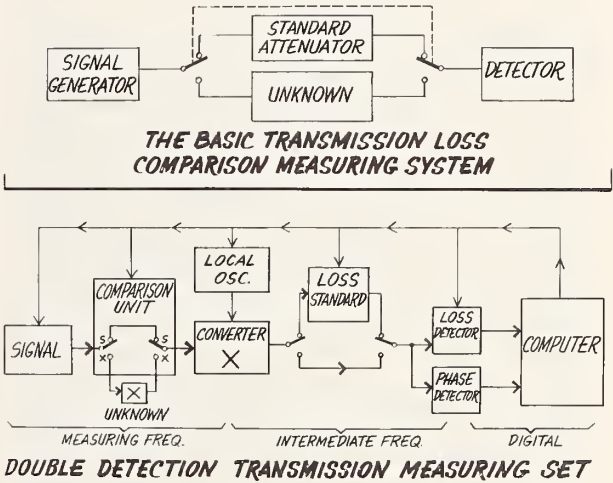 SIGNAL
GENERATOR
STANDARD
ATTENUATOR
UNKNOWN
DETECTOR
THE BASIC TRANSMISSION LOSS
COMPARISON MEASURING SYSTEM
SIGNAL
COMPARISON
UNIT
S
X
S
X
X
UNKNOWN
LOCAL
OSC.
CONVERTER
X
LOSS
STANDARD
LOSS
DETECTOR
PHASE
DETECTOR
COMPUTER
MEASURING FREQ.
INTERMEDIATE FREQ.
DIGITAL
DOUBLE DETECTION TRANSMISSION MEASURING SET